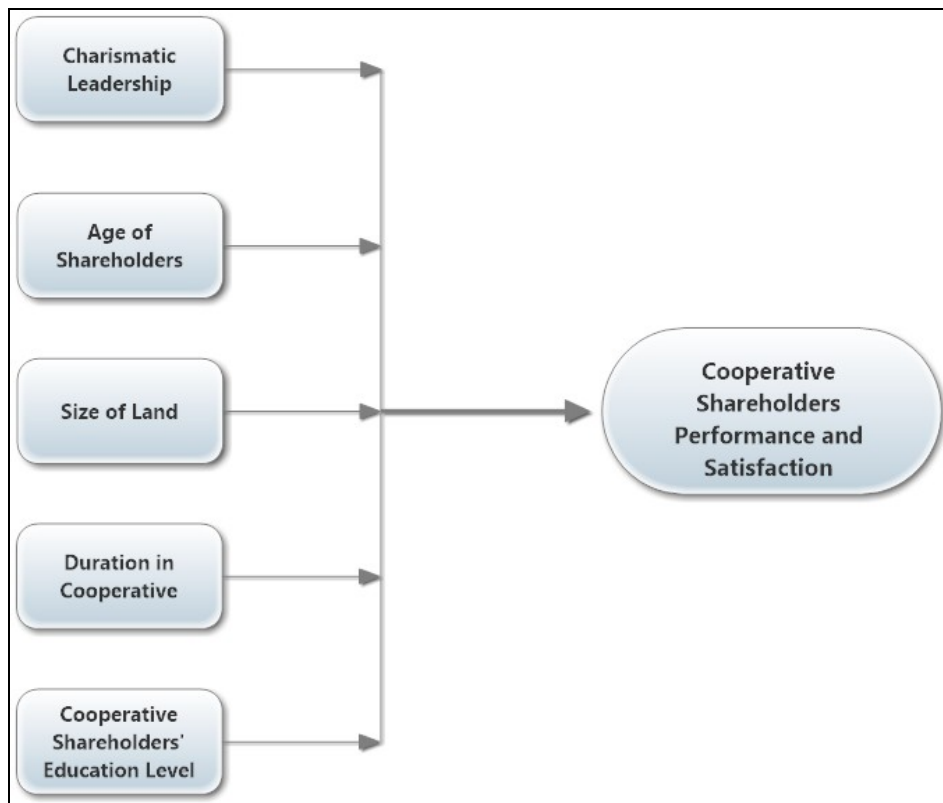 Charismatic
Leadership
Age of
Shareholders
Size of Land
Duration in
Cooperative
Cooperative
Shareholders'
Education Level
Cooperative
Shareholders
Performance and
Satisfaction